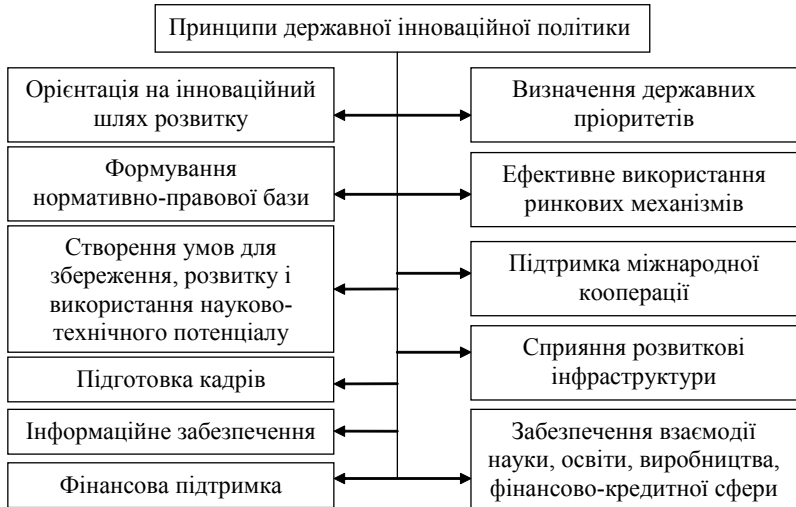 Принципи державної інноваційної політики
Орієнтація на інноваційний
шлях розвитку
Визначення державних
пріоритетів
Формування
нормативно-правової бази
Ефективне використання
ринкових механізмів
Створення умов для
збереження, розвитку і
використання науково-
технічного потенціалу
Підтримка міжнародної
кооперації
Підготовка кадрів
Сприяння розвиткові
інфраструктури
Інформаційне забезпечення
Фінансова підтримка
Забезпечення взаємодії
науки, освіти, виробництва,
фінансово-кредитної сфери